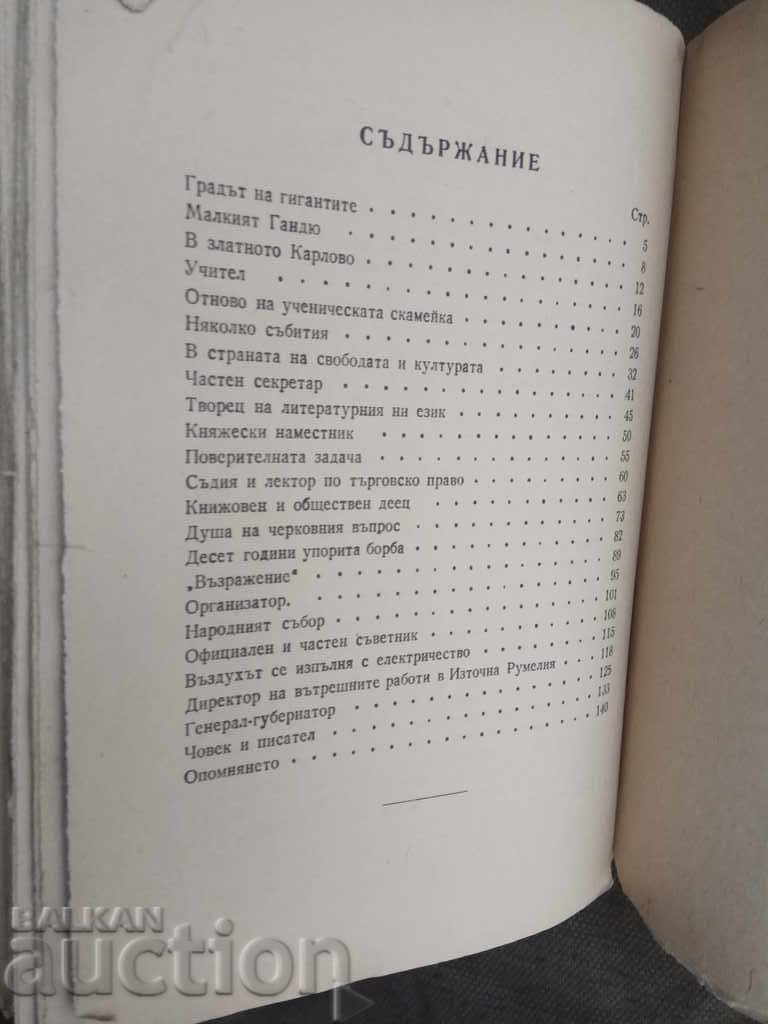 СЪДЪРЖАНИЕ
Стр.
Градът на гигантите . . . . . . . . . . . 5
Малкият Гандю . . . . . . . . . . . 8
В златното Карлово . . . . . . . . . . . 12
Учител . . . . . . . . . . . 16
Отново на ученическата скамейка . . . . . . . . 20
Няколко събития . . . . . . . . . . . 26
В страната на свободата и културата . . . . . . . 32
Частен секретар . . . . . . . . . . . 41
Творец на литературния ни език . . . . . . . . 45
Княжески наместник . . . . . . . . . . 50
Поверителната задача . . . . . . . . . . 55
Съдия и лектор по търговско право . . . . . . . 60
Книжовен и обществен деец . . . . . . . . 63
Душа на черковния въпрос . . . . . . . . 73
Десет години упорита борба . . . . . . . . 82
„Възражение“ . . . . . . . . . . . 89
Организатор. . . . . . . . . . . . 95
Народният събор . . . . . . . . . . 101
Официален и частен съветник . . . . . . . 108
Въздухът се изпълня с електричество . . . . . . 115
Директор на вътрешните работи в Източна Румелия . . . 118
Генерал-губернатор . . . . . . . . . . 125
Човек и писател . . . . . . . . . . 133
Опомнянето . . . . . . . . . . . 140
BALKAN
auction